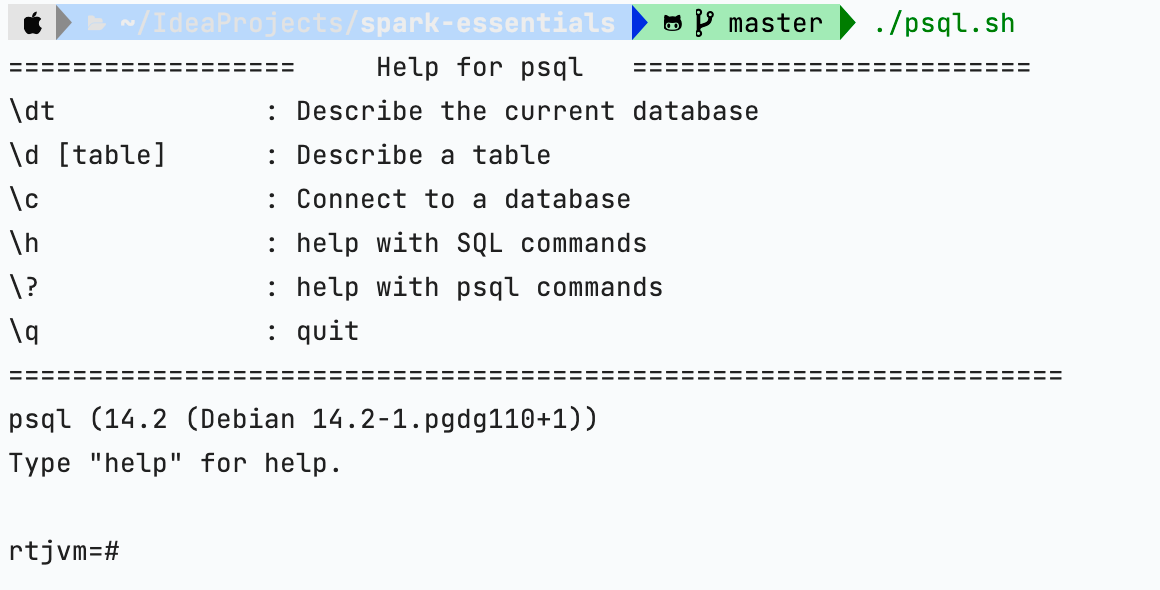 ~/IdeaProjects/spark-essentials master ./psql.sh
================== Help for psql =========================
\dt : Describe the current database
\d [table] : Describe a table
\c : Connect to a database
\h : help with SQL commands
\? : help with psql commands
\q : quit
==================================================================
psql (14.2 (Debian 14.2-1.pgdg110+1))
Type "help" for help.
rtjvm=#